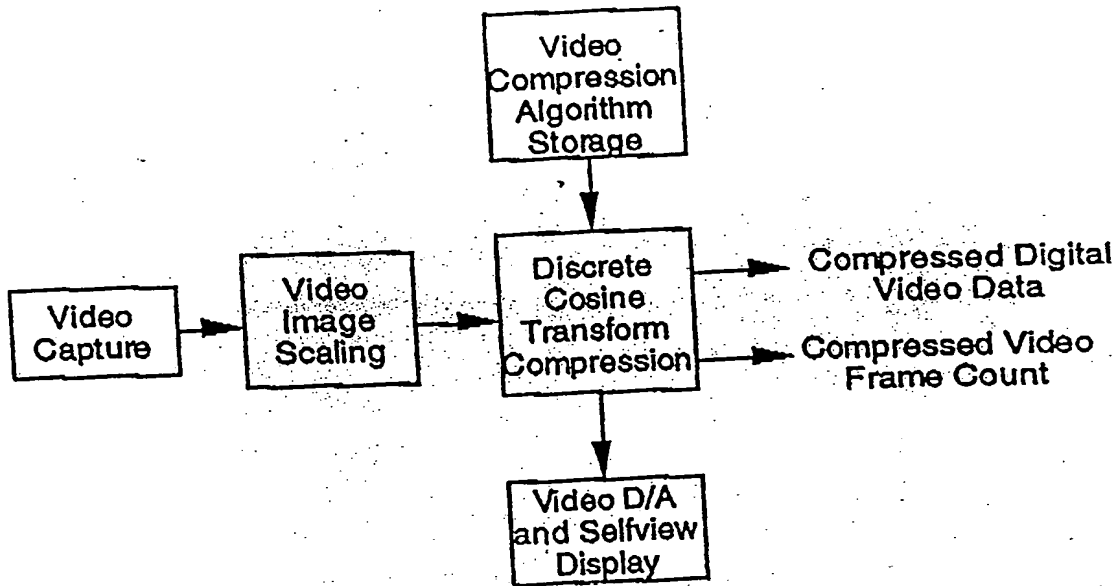 Video
Compression
Algorithm
Storage
Video
Capture
Video
Image
Scaling
Discrete
Cosine
Transform
Compression
Compressed Digital
Video Data
Compressed Video
Frame Count
Video D/A
and Selfview
Display